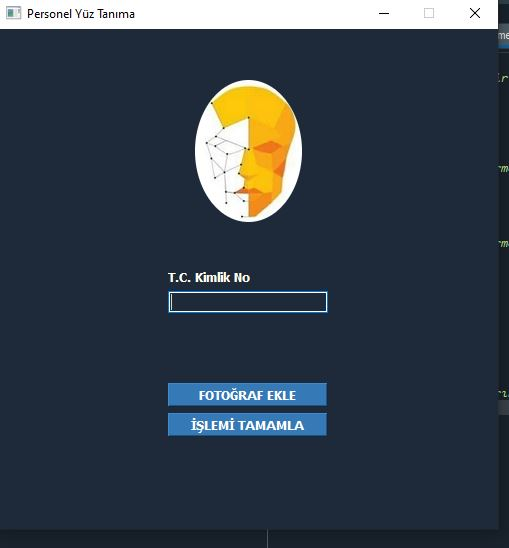 Personel Yüz Tanıma
T.C. Kimlik No
FOTOĞRAF EKLE
İŞLEMİ TAMAMLA